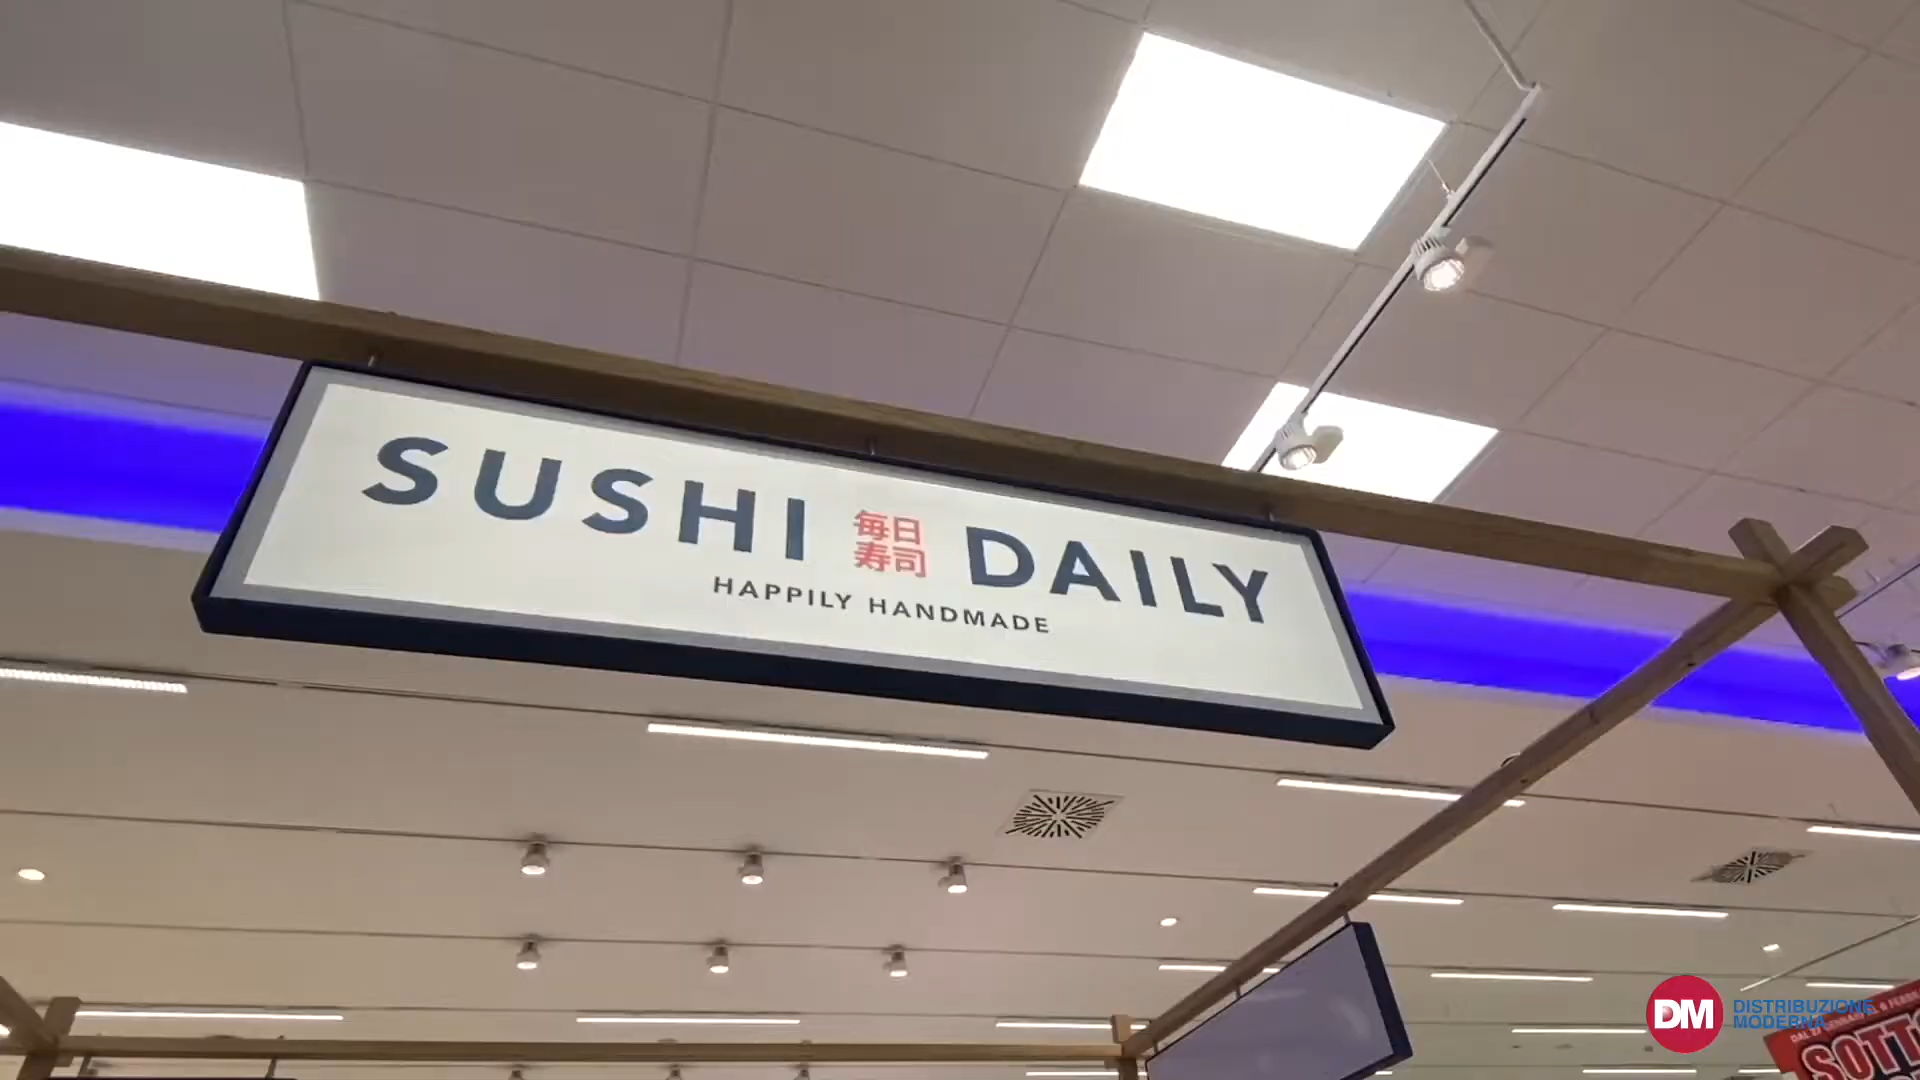 SUSHI 毎日寿司 DAILY
HAPPILY HANDMADE
DM DISTRIBUZIONE
MODERNA